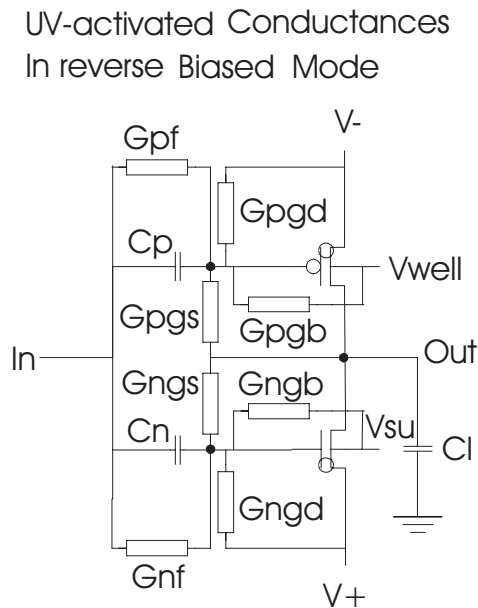 UV-activated Conductances
In reverse Biased Mode
V-
Gpf
Gpgd
Cp
Vwell
Gpgs
Gpgb
In
Out
Gngs
Gngb
Cn
Vsu
Cl
Gngd
Gnf
V+